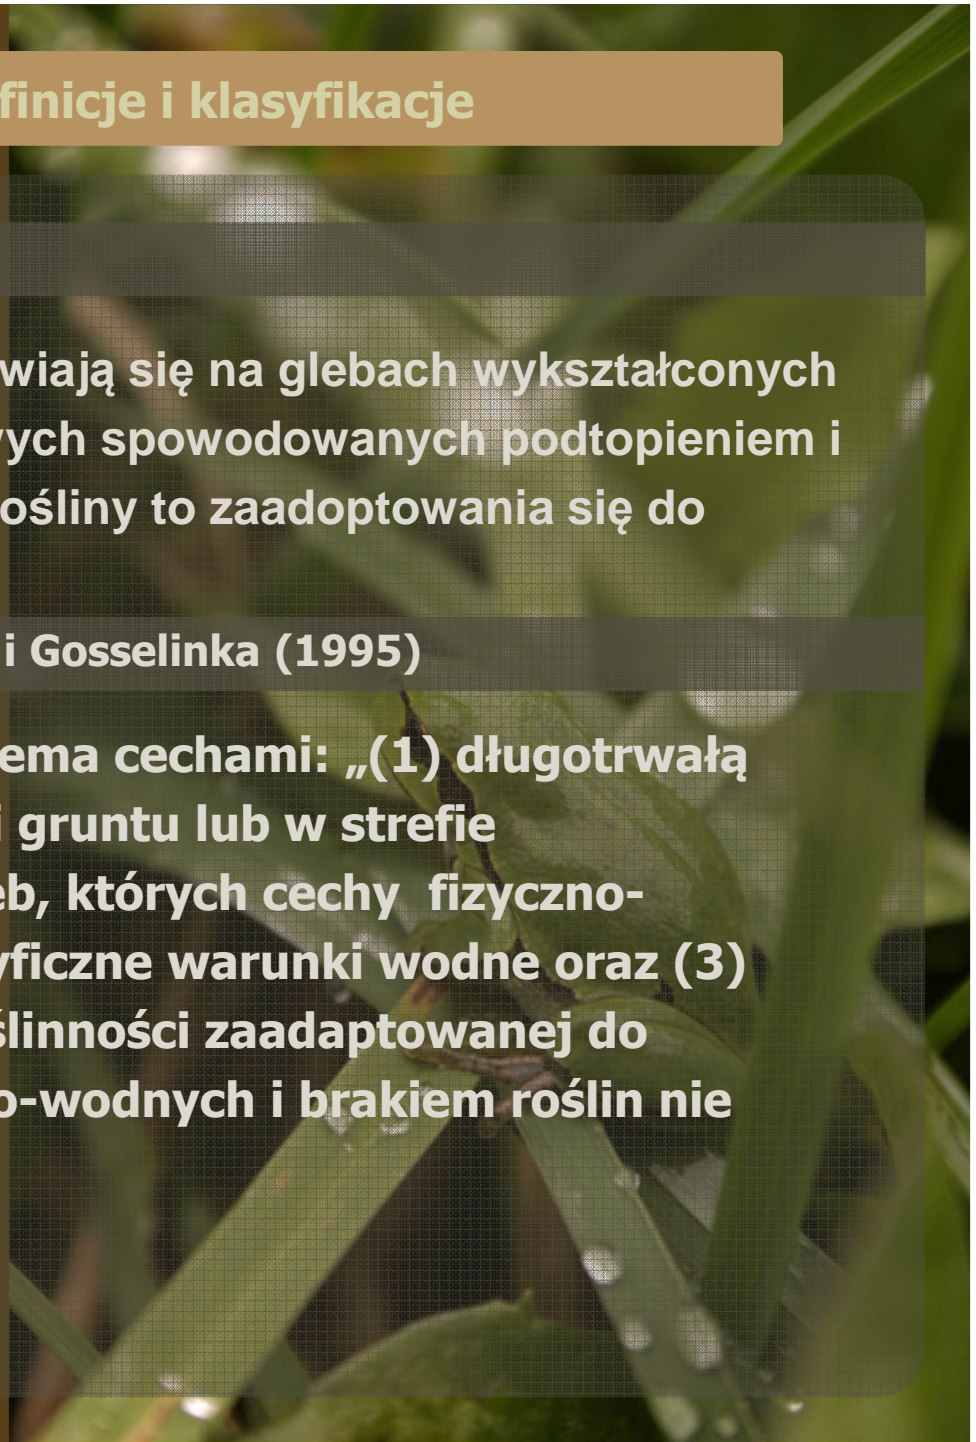 finicje i klasyfikacje
wiają się na glebach wykształconych
ych spowodowanych podtopieniem i
ośliny to zaadoptowania się do
i Gosselinka (1995)
ema cechami: „(1) długotrwałą
i gruntu lub w strefie
eb, których cechy fizyczno-
yficzne warunki wodne oraz (3)
ślinności zaadaptowanej do
o-wodnych i brakiem roślin nie